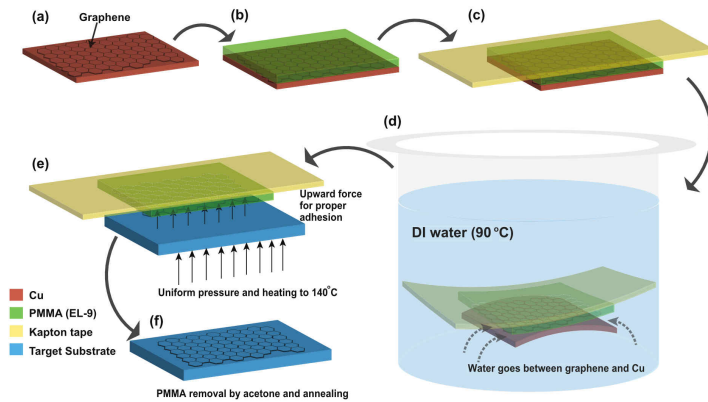 (a)
Graphene
(b)
(c)
(d)
DI water (90 °C)
Water goes between graphene and Cu
(e)
Upward force
for proper
adhesion
Uniform pressure and heating to 140°C
Cu
PMMA (EL-9)
Kapton tape
Target Substrate
(f)
PMMA removal by acetone and annealing